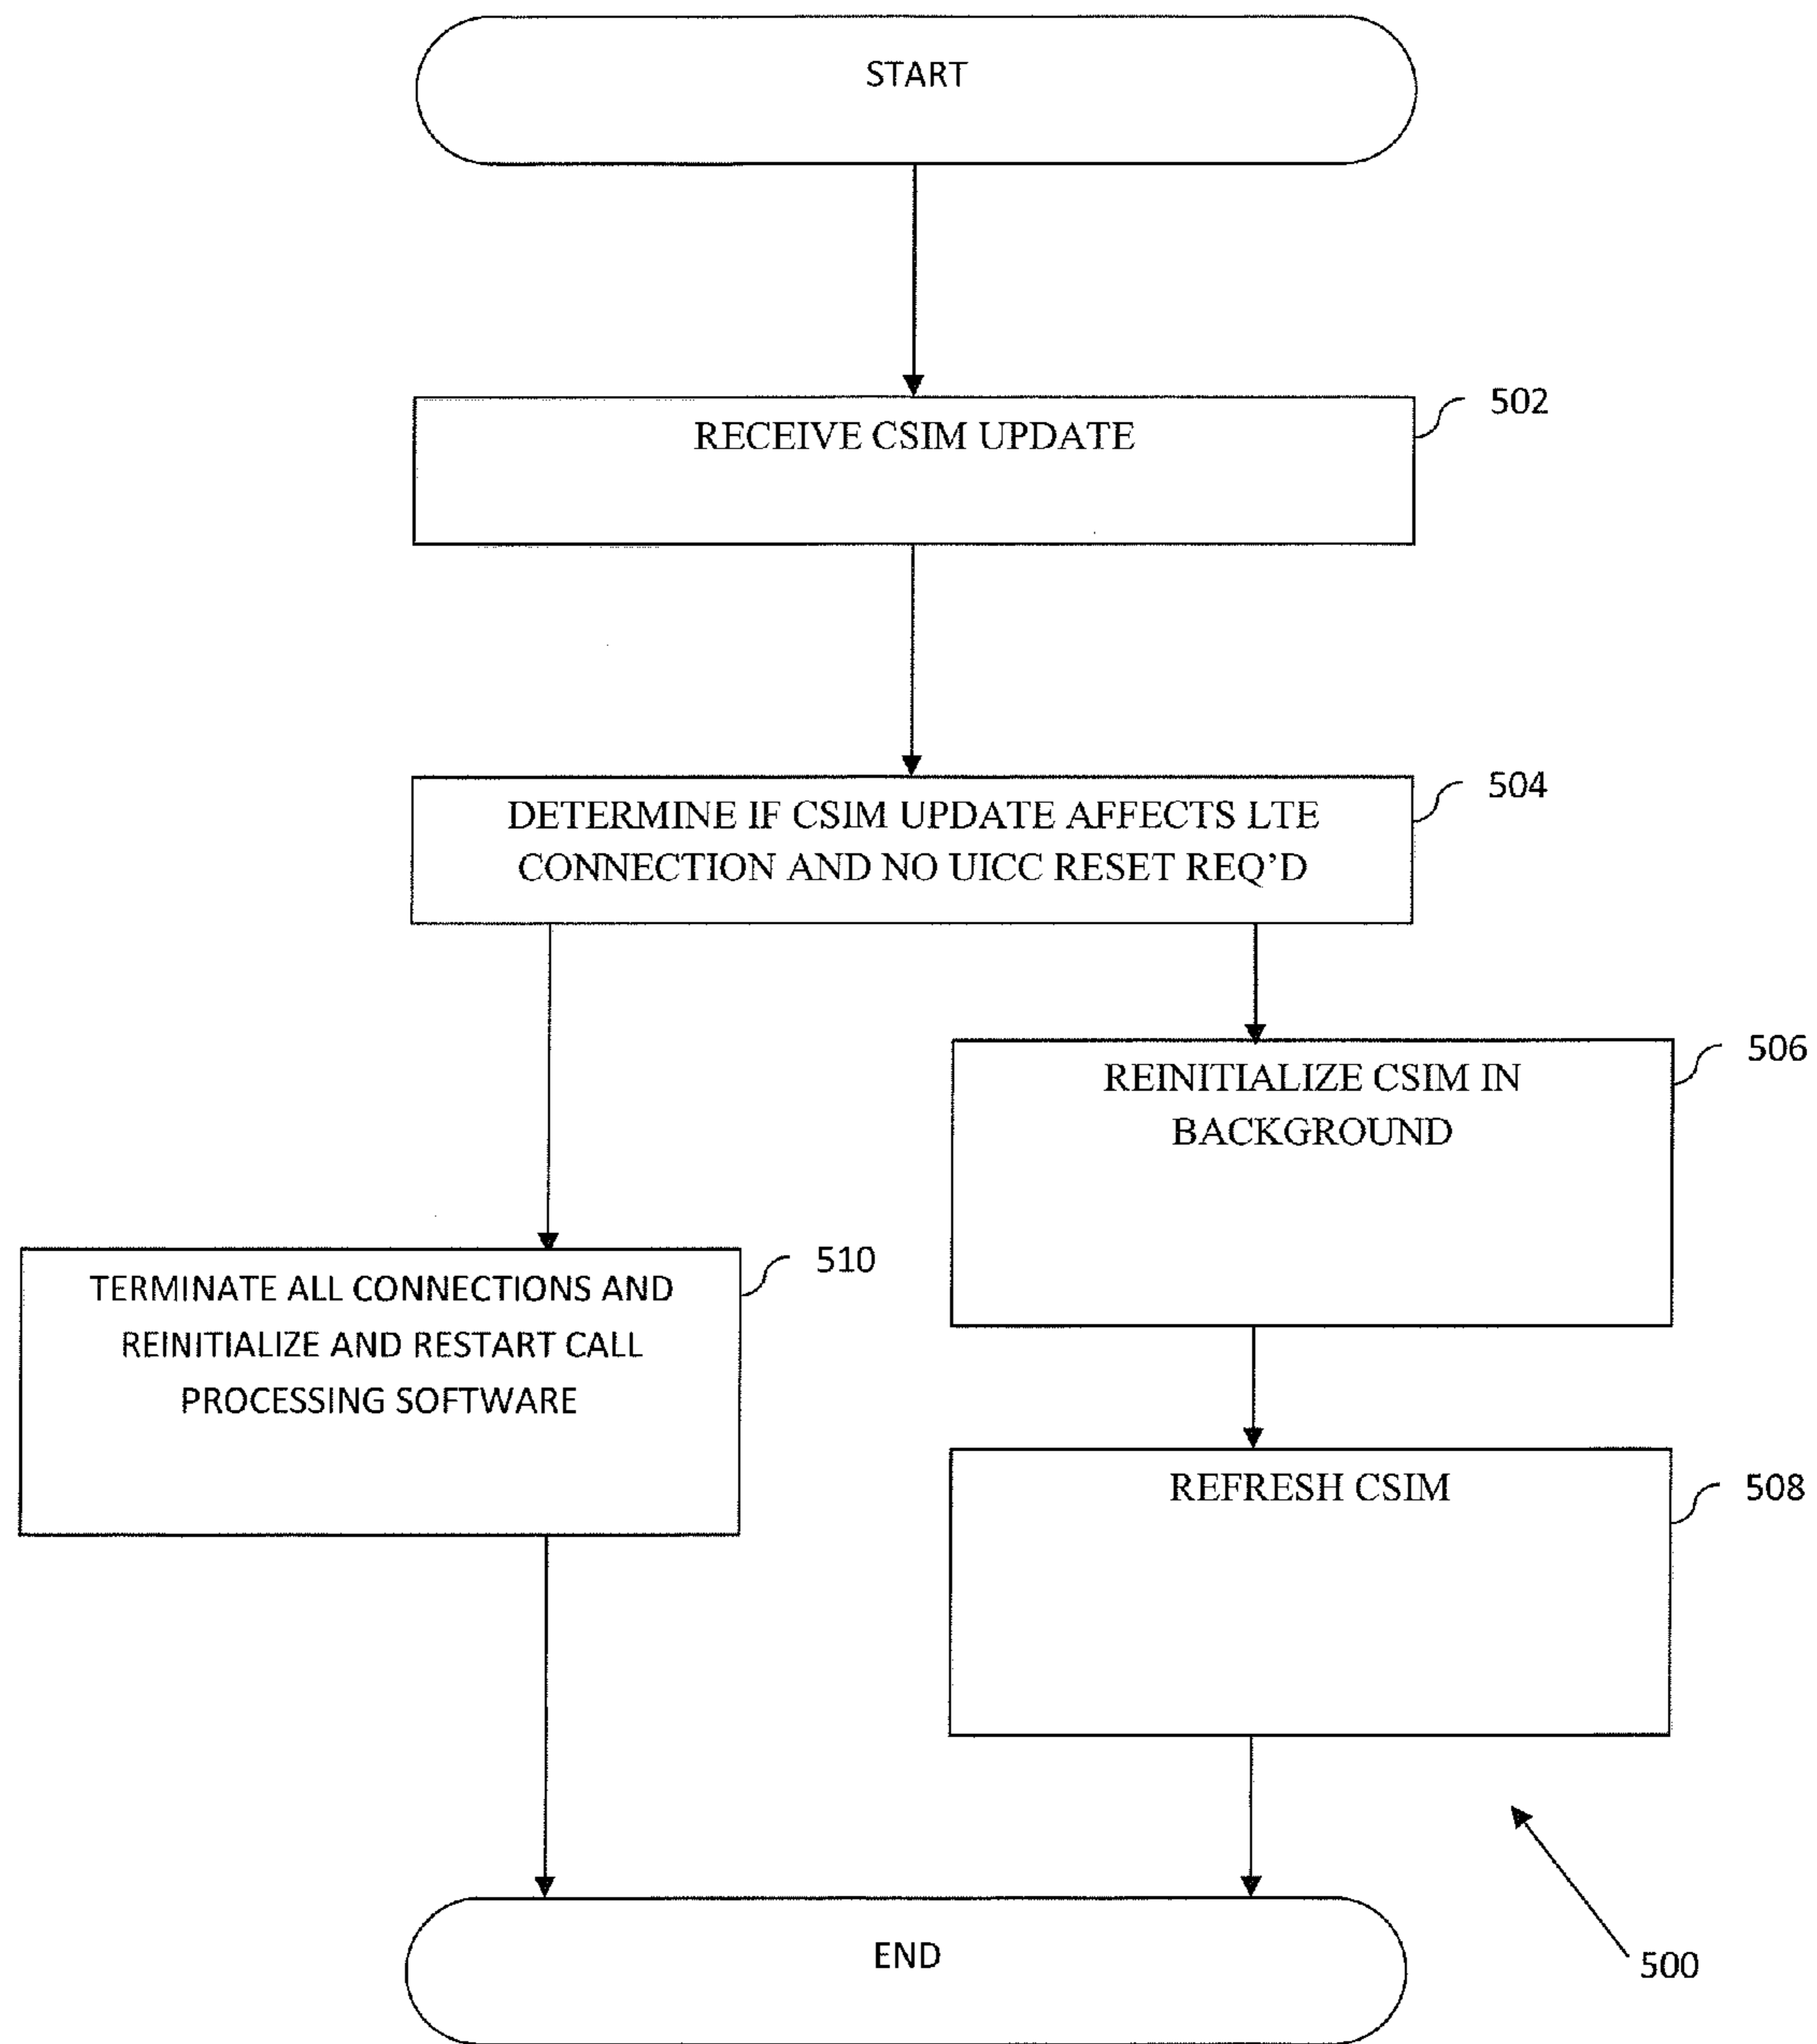 START
RECEIVE CSIM UPDATE
502
DETERMINE IF CSIM UPDATE AFFECTS LTE
CONNECTION AND NO UICC RESET REQ’D
504
REINITIALIZE CSIM IN
BACKGROUND
506
TERMINATE ALL CONNECTIONS AND
REINITIALIZE AND RESTART CALL
PROCESSING SOFTWARE
510
REFRESH CSIM
508
END
500